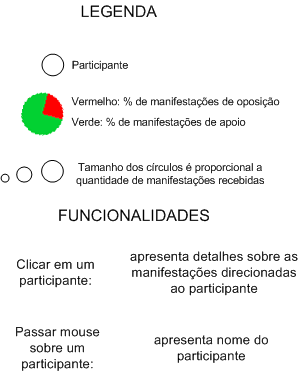 LEGENDA
Participante
Vermelho: % de manifestações de oposição
Verde: % de manifestações de apoio
Tamanho dos círculos é proporcional a
quantidade de manifestações recebidas
FUNCIONALIDADES
Clicar em um
participante:
apresenta detalhes sobre as
manifestações direcionadas
ao participante
Passar mouse
sobre um
participante:
apresenta nome do
participante